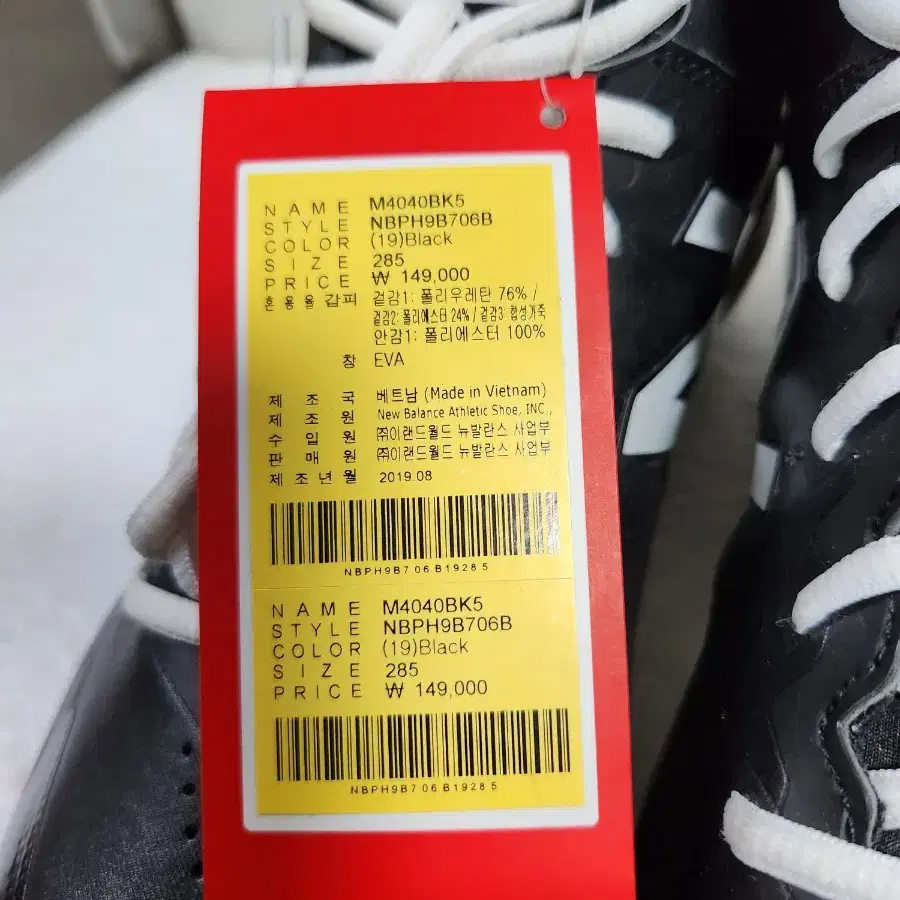 NAME M4040BK5
STYLE NBPH9B706B
COLOR (19)Black
SIZE 285
PRICE ₩ 149,000
혼용율 갑피 겉감1: 폴리우레탄 76% /
겉감2: 폴리에스터 24% / 겉감3: 합성가죽
안감1: 폴리에스터 100%
창 EVA
제조국 베트남 (Made in Vietnam)
제조원 New Balance Athletic Shoe, INC.,
수입원 ㈜이랜드월드 뉴발란스 사업부
판매원 ㈜이랜드월드 뉴발란스 사업부
제조년월 2019.08
NBPH9B706B19285
NAME M4040BK5
STYLE NBPH9B706B
COLOR (19)Black
SIZE 285
PRICE ₩ 149,000
NBPH9B706B19285